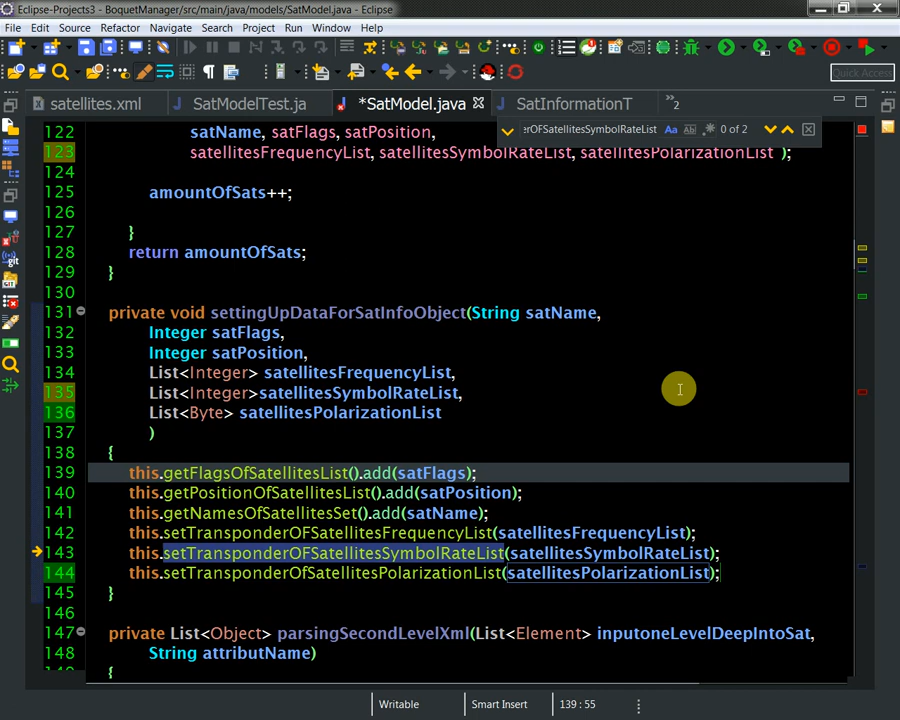 Eclipse-Projects3 - BoquetManager/src/main/java/models/SatModel.java - Eclipse
File Edit Source Refactor Navigate Search Project Run Window Help
Quick Access
satellites.xml SatModelTest.ja *SatModel.java SatInformationT »2
erOFSatellitesSymbolRateList Aa Ab 0 of 2
122 satName, satFlags, satPosition,
123 satellitesFrequencyList, satellitesSymbolRateList, satellitesPolarizationList );
124
125 amountOfSats++;
126
127 }
128 return amountOfSats;
129 }
130
131 private void settingUpDataForSatInfoObject(String satName,
132 Integer satFlags,
133 Integer satPosition,
134 List<Integer> satellitesFrequencyList,
135 List<Integer>satellitesSymbolRateList,
136 List<Byte> satellitesPolarizationList
137 )
138 {
139 this.getFlagsOfSatellitesList().add(satFlags);
140 this.getPositionOfSatellitesList().add(satPosition);
141 this.getNamesOfSatellitesSet().add(satName);
142 this.setTransponderOFSatellitesFrequencyList(satellitesFrequencyList);
143 this.setTransponderOFSatellitesSymbolRateList(satellitesSymbolRateList);
144 this.setTransponderOfSatellitesPolarizationList(satellitesPolarizationList);
145 }
146
147 private List<Object> parsingSecondLevelXml(List<Element> inputoneLevelDeepIntoSat,
String attributName)
{
Writable Smart Insert 139 : 55